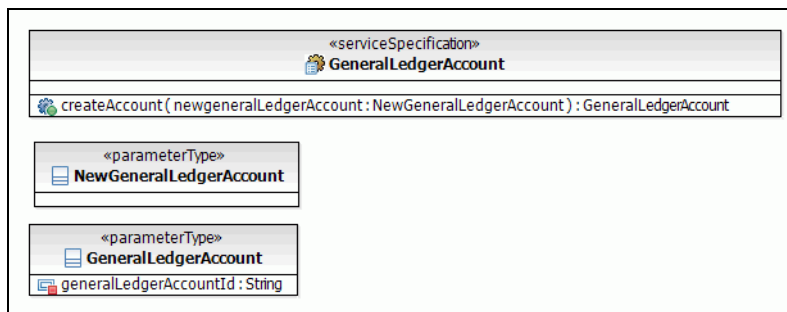 «serviceSpecification»
GeneralLedgerAccount
createAccount ( newgeneralLedgerAccount : NewGeneralLedgerAccount ) : GeneralLedgerAccount
«parameterType»
NewGeneralLedgerAccount
«parameterType»
GeneralLedgerAccount
generalLedgerAccountId : String